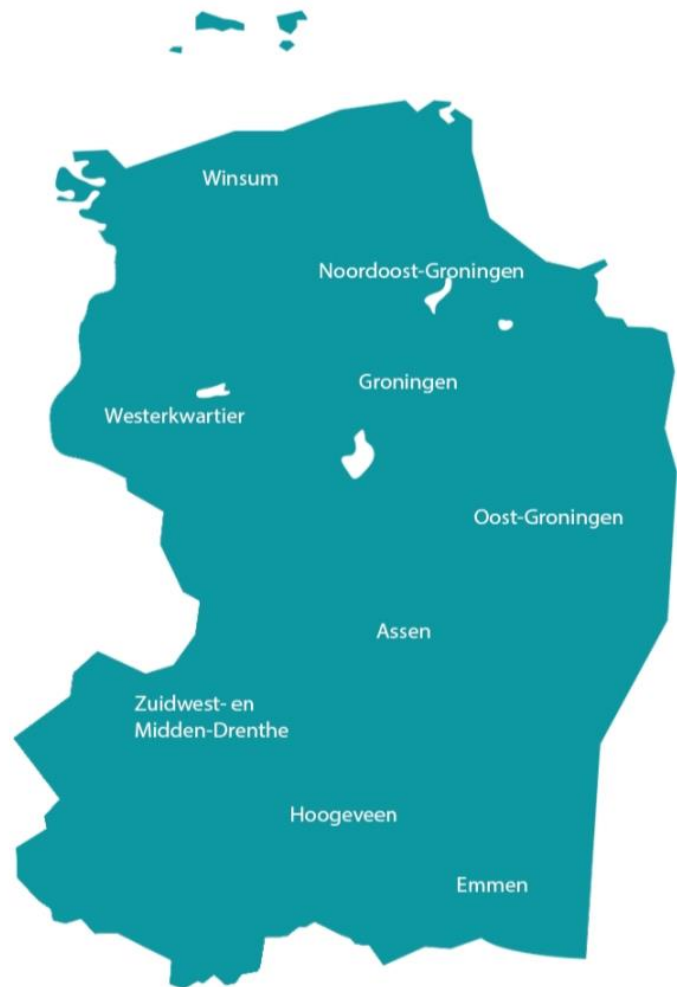 Winsum
Noordoost-Groningen
Groningen
Westerkwartier
Oost-Groningen
Assen
Zuidwest- en
Midden-Drenthe
Hoogeveen
Emmen